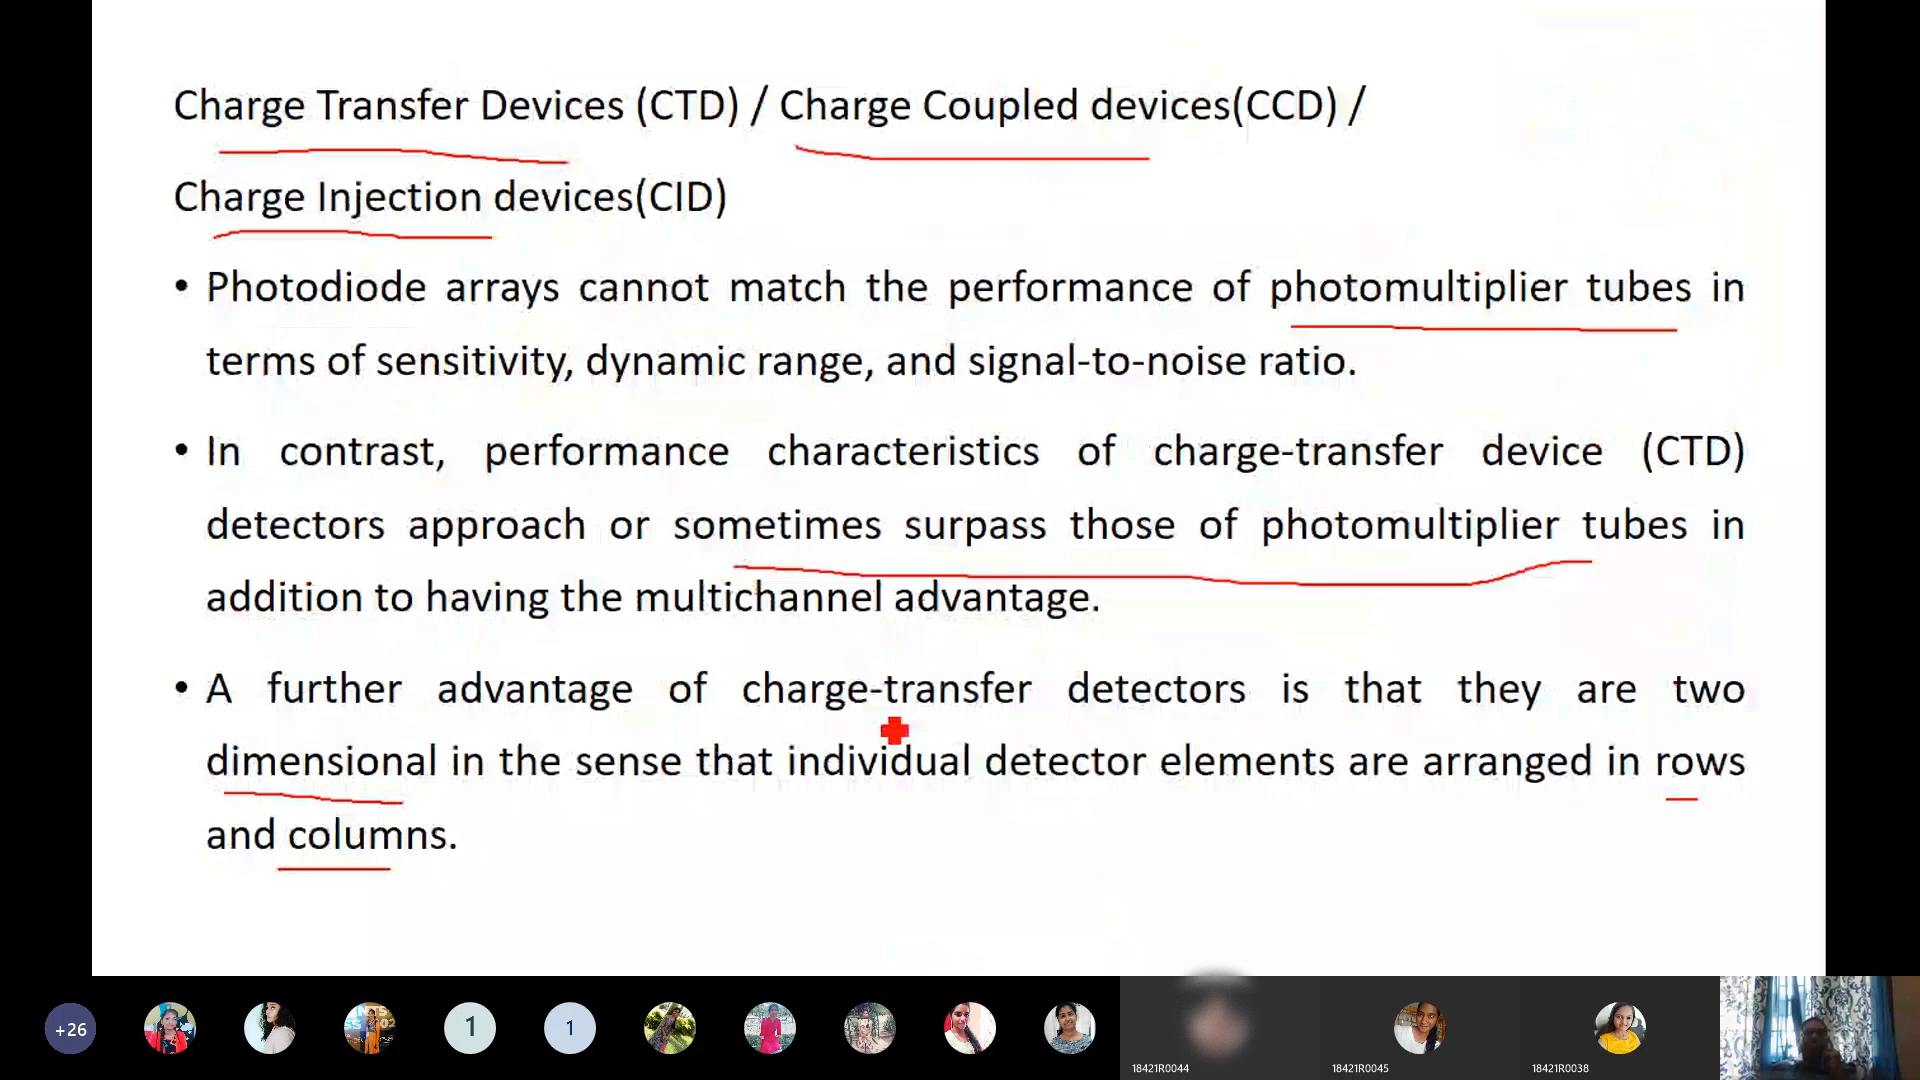 Charge Transfer Devices (CTD) / Charge Coupled devices(CCD) /
Charge Injection devices(CID)
• Photodiode arrays cannot match the performance of photomultiplier tubes in
terms of sensitivity, dynamic range, and signal-to-noise ratio.
• In contrast, performance characteristics of charge-transfer device (CTD)
detectors approach or sometimes surpass those of photomultiplier tubes in
addition to having the multichannel advantage.
• A further advantage of charge-transfer detectors is that they are two
dimensional in the sense that individual detector elements are arranged in rows
and columns.
+26
1
1
18421R0044
18421R0045
18421R0038